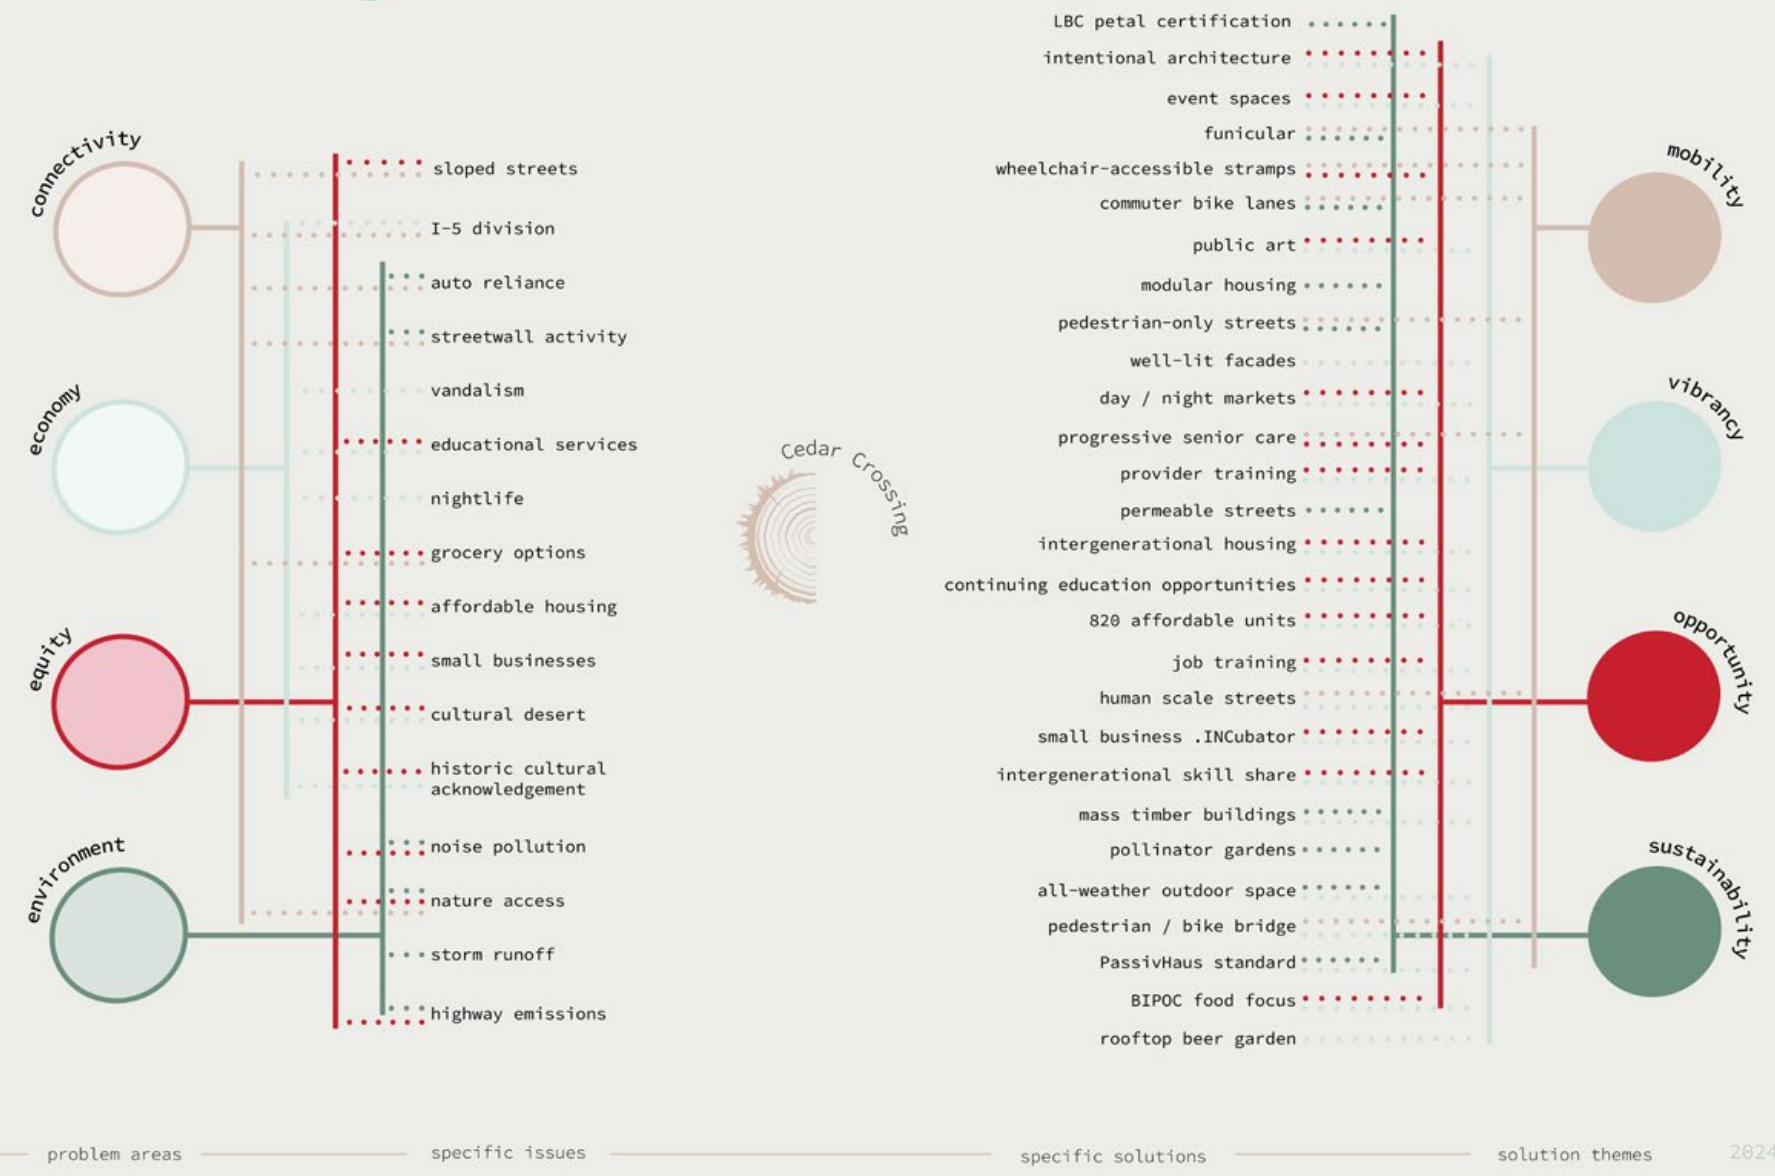 connectivity
economy
equity
environment
sloped streets
I-5 division
auto reliance
streetwall activity
vandalism
educational services
nightlife
grocery options
affordable housing
small businesses
cultural desert
historic cultural
acknowledgement
noise pollution
nature access
storm runoff
highway emissions
Cedar Crossing
LBC petal certification
intentional architecture
event spaces
funicular
wheelchair-accessible stramps
commuter bike lanes
public art
modular housing
pedestrian-only streets
well-lit facades
day / night markets
progressive senior care
provider training
permeable streets
intergenerational housing
continuing education opportunities
820 affordable units
job training
human scale streets
small business .INCubator
intergenerational skill share
mass timber buildings
pollinator gardens
all-weather outdoor space
pedestrian / bike bridge
PassivHaus standard
BIPOC food focus
rooftop beer garden
mobility
vibrancy
opportunity
sustainability
problem areas
specific issues
specific solutions
solution themes
2024